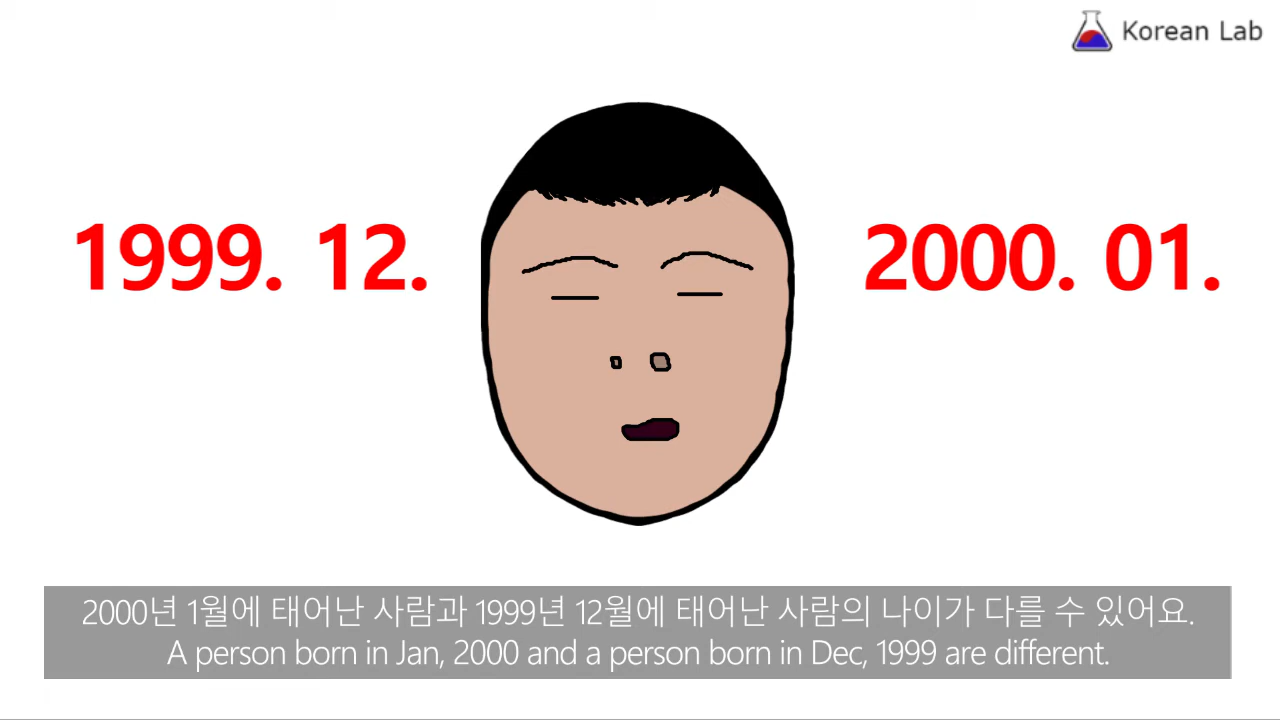 Korean Lab
1999. 12.
2000. 01.
2000년 1월에 태어난 사람과 1999년 12월에 태어난 사람의 나이가 다를 수 있어요.
A person born in Jan, 2000 and a person born in Dec, 1999 are different.